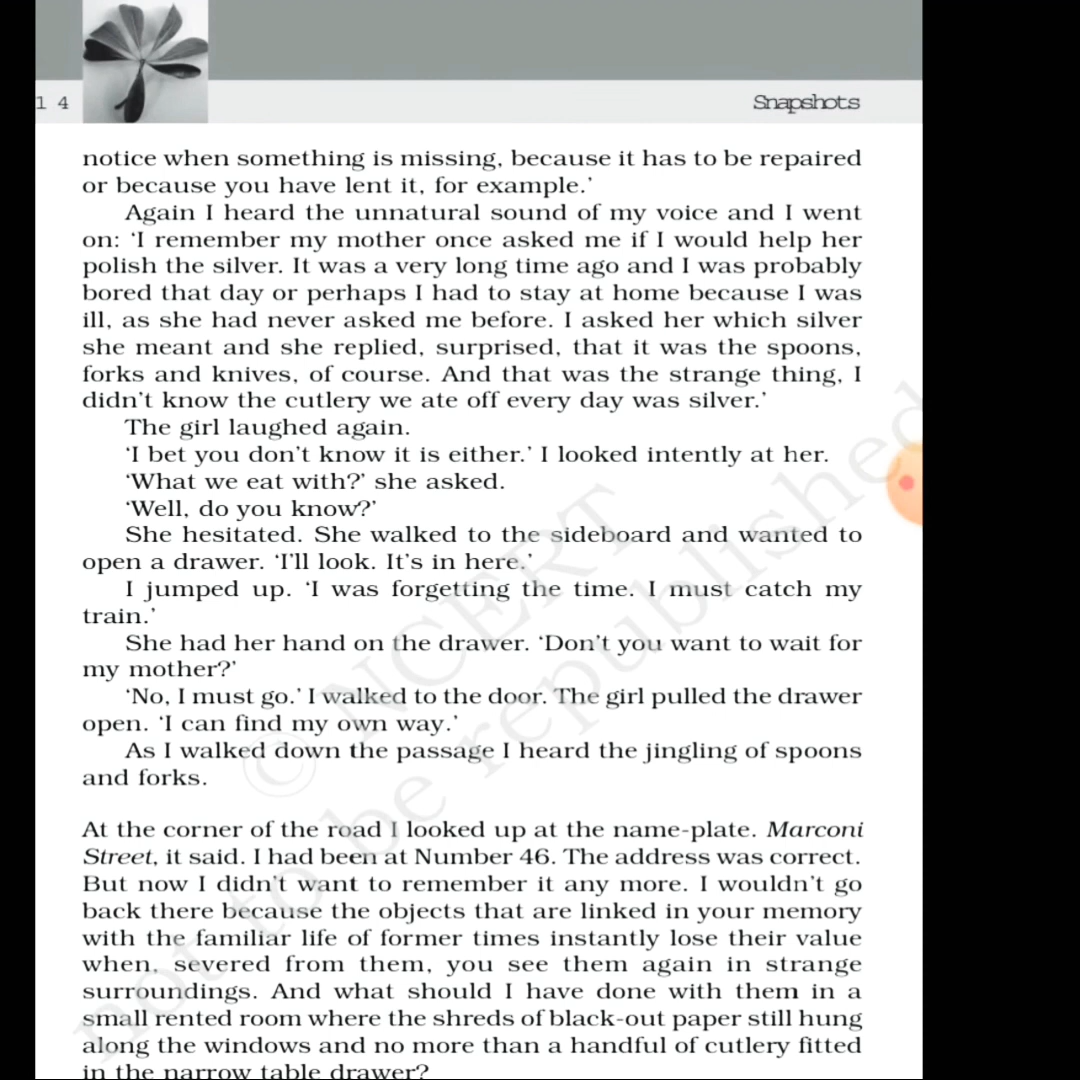 1 4
Snapshots
notice when something is missing, because it has to be repaired
or because you have lent it, for example.’
Again I heard the unnatural sound of my voice and I went
on: ‘I remember my mother once asked me if I would help her
polish the silver. It was a very long time ago and I was probably
bored that day or perhaps I had to stay at home because I was
ill, as she had never asked me before. I asked her which silver
she meant and she replied, surprised, that it was the spoons,
forks and knives, of course. And that was the strange thing, I
didn’t know the cutlery we ate off every day was silver.’
The girl laughed again.
‘I bet you don’t know it is either.’ I looked intently at her.
‘What we eat with?’ she asked.
‘Well, do you know?’
She hesitated. She walked to the sideboard and wanted to
open a drawer. ‘I’ll look. It’s in here.’
I jumped up. ‘I was forgetting the time. I must catch my
train.’
She had her hand on the drawer. ‘Don’t you want to wait for
my mother?’
‘No, I must go.’ I walked to the door. The girl pulled the drawer
open. ‘I can find my own way.’
As I walked down the passage I heard the jingling of spoons
and forks.
At the corner of the road I looked up at the name-plate. Marconi
Street, it said. I had been at Number 46. The address was correct.
But now I didn’t want to remember it any more. I wouldn’t go
back there because the objects that are linked in your memory
with the familiar life of former times instantly lose their value
when, severed from them, you see them again in strange
surroundings. And what should I have done with them in a
small rented room where the shreds of black-out paper still hung
along the windows and no more than a handful of cutlery fitted
in the narrow table drawer?
© NCERT
not to be republished